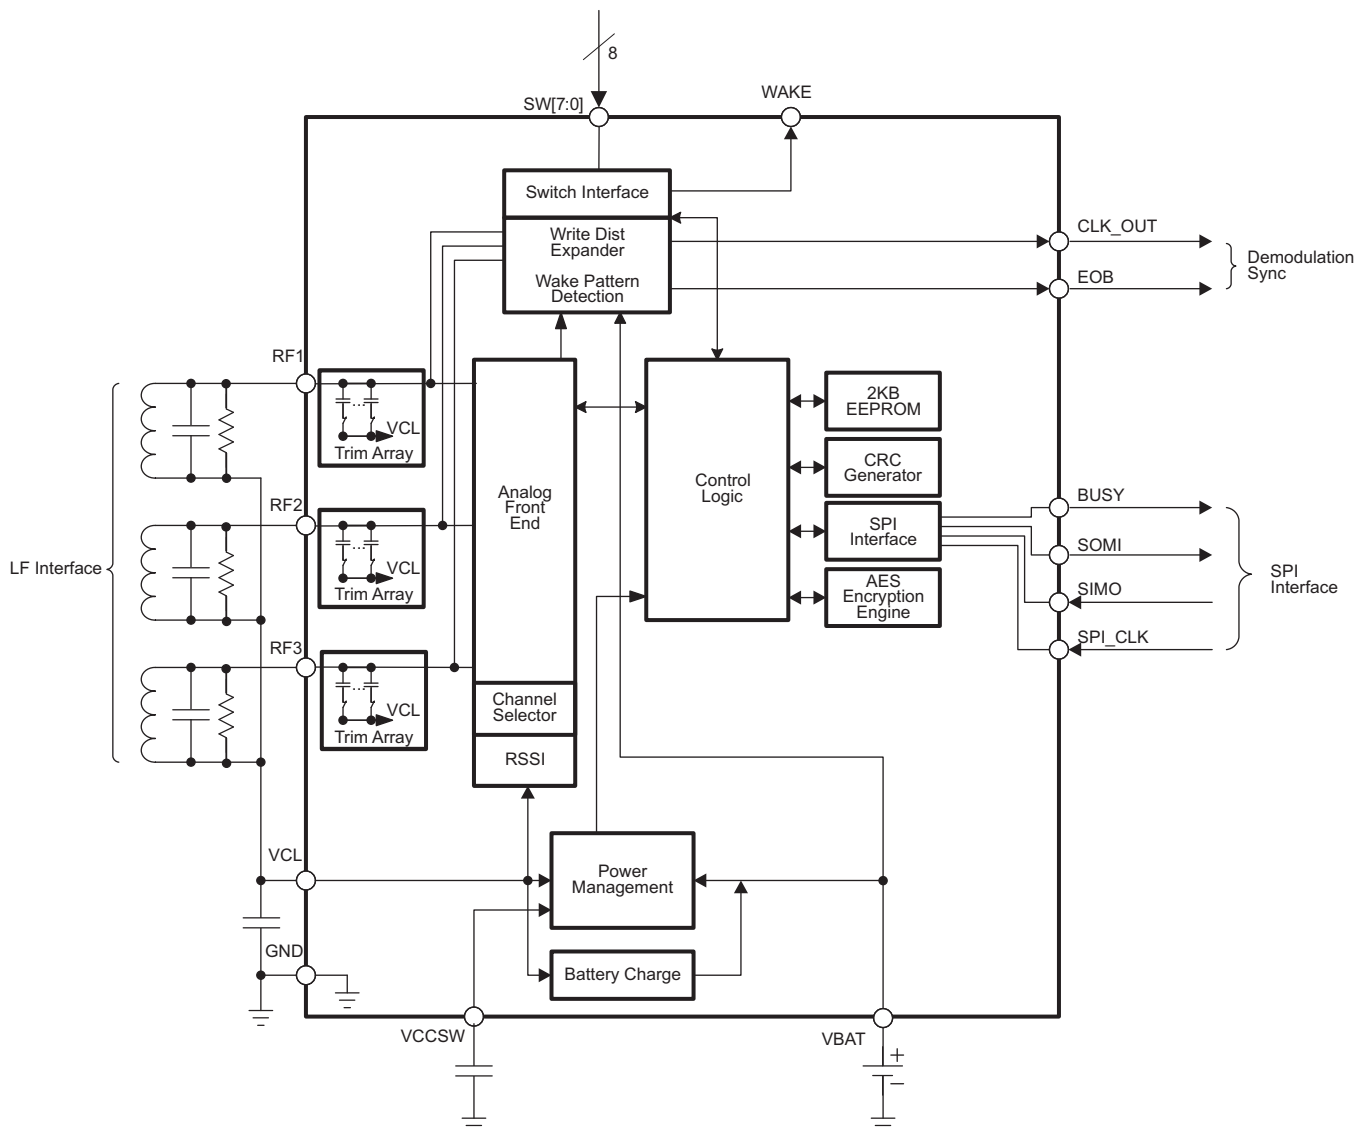 8
SW[7:0]
WAKE
Switch Interface
Write Dist
Expander
Wake Pattern
Detection
CLK_OUT
EOB
Demodulation
Sync
RF1
VCL
Trim Array
RF2
VCL
Trim Array
RF3
VCL
Trim Array
LF Interface
Analog
Front
End
Channel
Selector
RSSI
Control
Logic
2KB
EEPROM
CRC
Generator
SPI
Interface
AES
Encryption
Engine
BUSY
SOMI
SIMO
SPI_CLK
SPI
Interface
VCL
Power
Management
GND
Battery Charge
VCCSW
VBAT
+
–